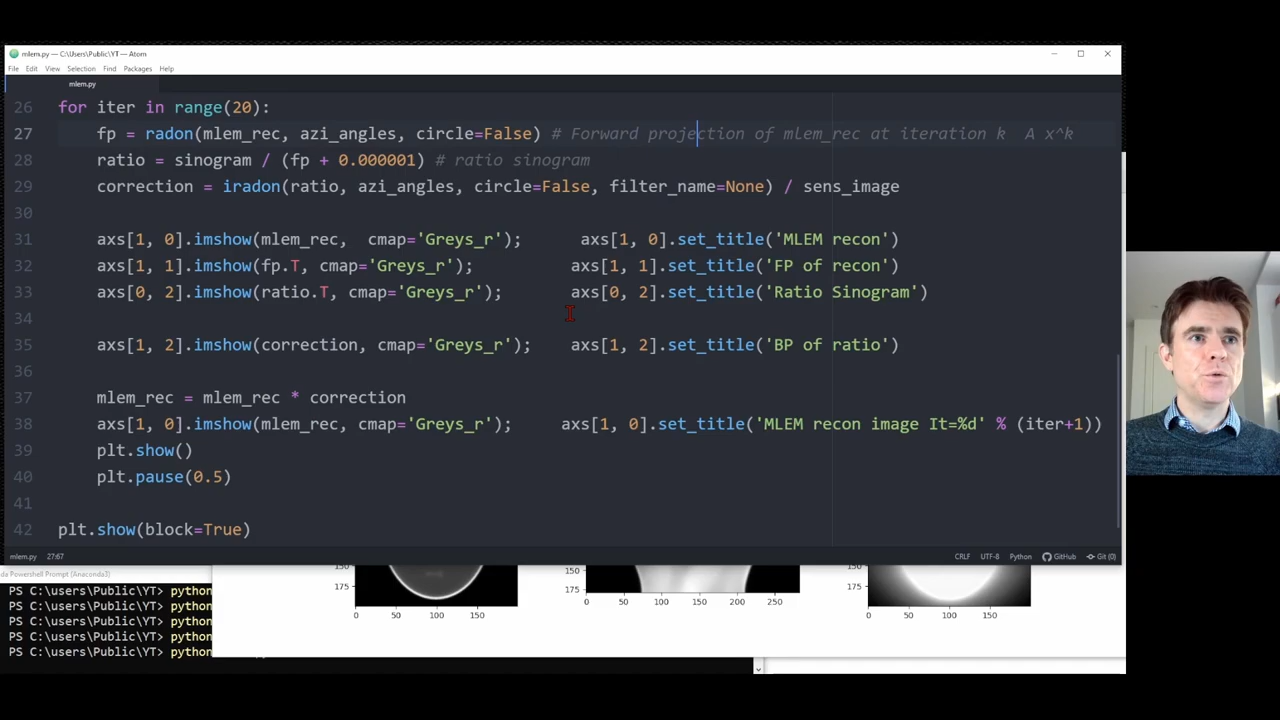 mlem.py — C:\Users\Public\YT — Atom
File Edit View Selection Find Packages Help
mlem.py
26 for iter in range(20):
27 fp = radon(mlem_rec, azi_angles, circle=False) # Forward projection of mlem_rec at iteration k A x^k
28 ratio = sinogram / (fp + 0.000001) # ratio sinogram
29 correction = iradon(ratio, azi_angles, circle=False, filter_name=None) / sens_image
30
31 axs[1, 0].imshow(mlem_rec, cmap='Greys_r'); axs[1, 0].set_title('MLEM recon')
32 axs[1, 1].imshow(fp.T, cmap='Greys_r'); axs[1, 1].set_title('FP of recon')
33 axs[0, 2].imshow(ratio.T, cmap='Greys_r'); axs[0, 2].set_title('Ratio Sinogram')
34
35 axs[1, 2].imshow(correction, cmap='Greys_r'); axs[1, 2].set_title('BP of ratio')
36
37 mlem_rec = mlem_rec * correction
38 axs[1, 0].imshow(mlem_rec, cmap='Greys_r'); axs[1, 0].set_title('MLEM recon image It=%d' % (iter+1))
39 plt.show()
40 plt.pause(0.5)
41
42 plt.show(block=True)
mlem.py 27:67 CRLF UTF-8 Python GitHub Git (0)
da Powershell Prompt (Anaconda3)
PS C:\users\Public\YT> python
PS C:\users\Public\YT> python
PS C:\users\Public\YT> python
PS C:\users\Public\YT> python
PS C:\users\Public\YT> python
150 150 150
175 175 175
0 50 100 150 0 50 100 150 200 250 0 50 100 150